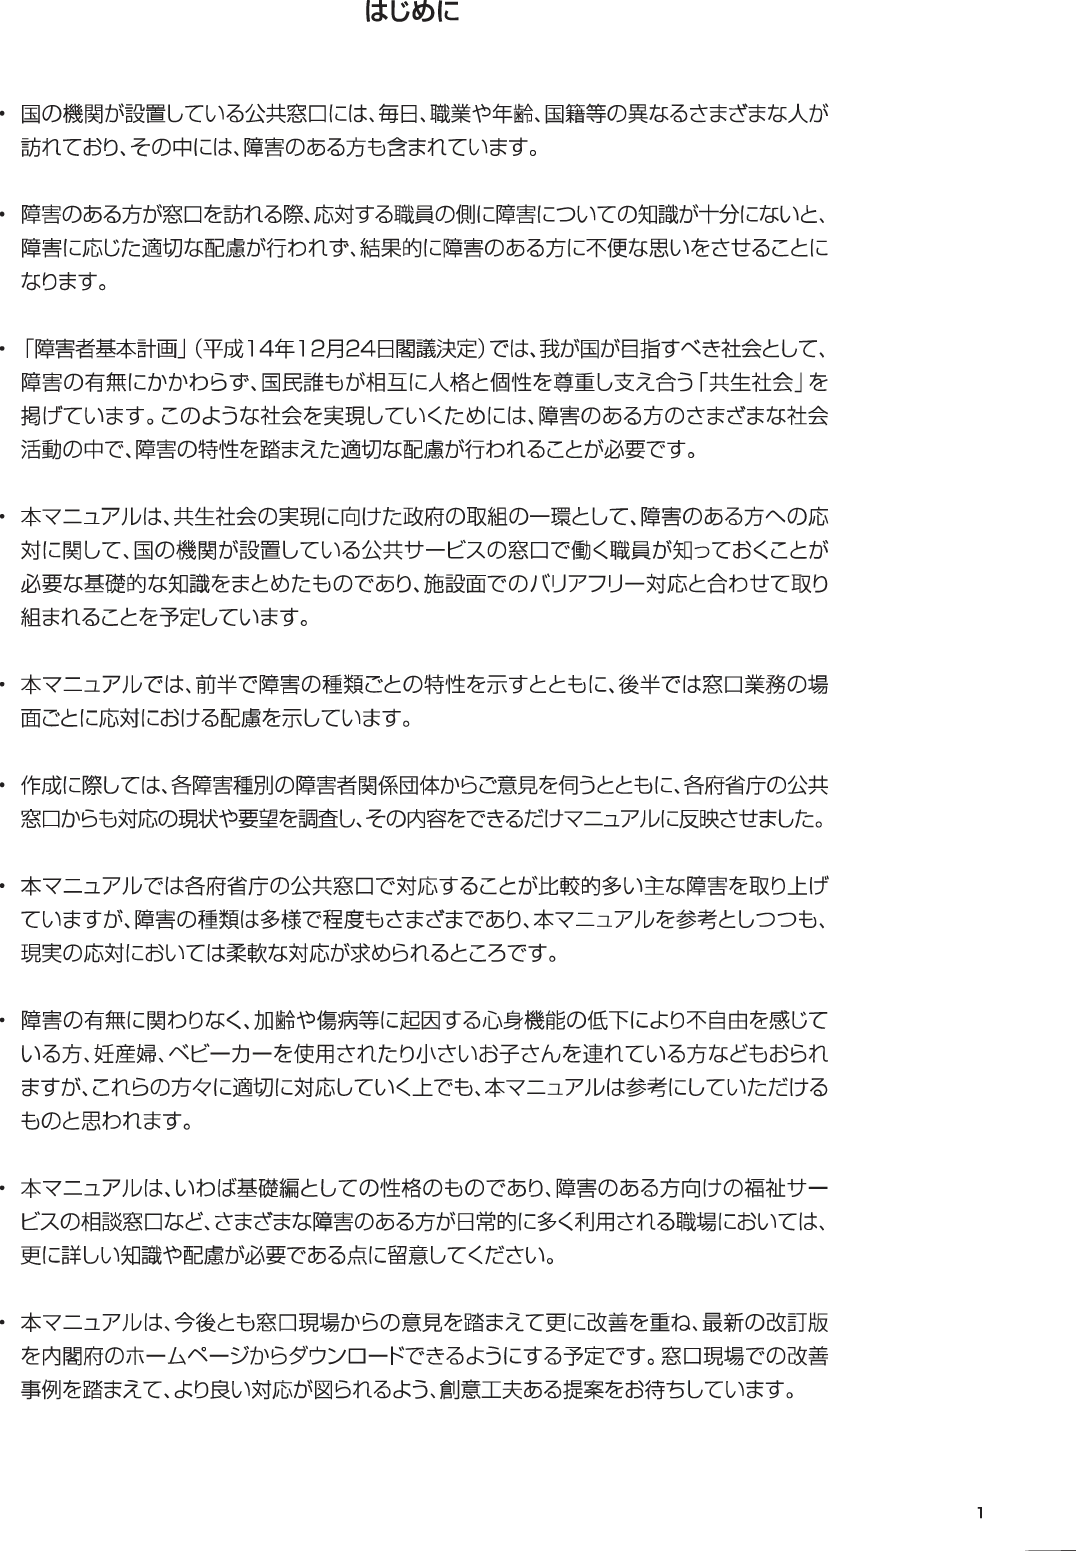 はじめに
・ 国の機関が設置している公共窓口には、毎日、職業や年齢、国籍等の異なるさまざまな人が
訪れており、その中には、障害のある方も含まれています。
・ 障害のある方が窓口を訪れる際、応対する職員の側に障害についての知識が十分にないと、
障害に応じた適切な配慮が行われず、結果的に障害のある方に不便な思いをさせることに
なります。
・ 「障害者基本計画」（平成14年12月24日閣議決定）では、我が国が目指すべき社会として、
障害の有無にかかわらず、国民誰もが相互に人格と個性を尊重し支え合う「共生社会」を
掲げています。このような社会を実現していくためには、障害のある方のさまざまな社会
活動の中で、障害の特性を踏まえた適切な配慮が行われることが必要です。
・ 本マニュアルは、共生社会の実現に向けた政府の取組の一環として、障害のある方への応
対に関して、国の機関が設置している公共サービスの窓口で働く職員が知っておくことが
必要な基礎的な知識をまとめたものであり、施設面でのバリアフリー対応と合わせて取り
組まれることを予定しています。
・ 本マニュアルでは、前半で障害の種類ごとの特性を示すとともに、後半では窓口業務の場
面ごとに応対における配慮を示しています。
・ 作成に際しては、各障害種別の障害者関係団体からご意見を伺うとともに、各府省庁の公共
窓口からも対応の現状や要望を調査し、その内容をできるだけマニュアルに反映させました。
・ 本マニュアルでは各府省庁の公共窓口で対応することが比較的多い主な障害を取り上げ
ていますが、障害の種類は多様で程度もさまざまであり、本マニュアルを参考としつつも、
現実の応対においては柔軟な対応が求められるところです。
・ 障害の有無に関わりなく、加齢や傷病等に起因する心身機能の低下により不自由を感じて
いる方、妊産婦、ベビーカーを使用されたり小さいお子さんを連れている方などもおられ
ますが、これらの方々に適切に対応していく上でも、本マニュアルは参考にしていただける
ものと思われます。
・ 本マニュアルは、いわば基礎編としての性格のものであり、障害のある方向けの福祉サー
ビスの相談窓口など、さまざまな障害のある方が日常的に多く利用される職場においては、
更に詳しい知識や配慮が必要である点に留意してください。
・ 本マニュアルは、今後とも窓口現場からの意見を踏まえて更に改善を重ね、最新の改訂版
を内閣府のホームページからダウンロードできるようにする予定です。窓口現場での改善
事例を踏まえて、より良い対応が図られるよう、創意工夫ある提案をお待ちしています。
1